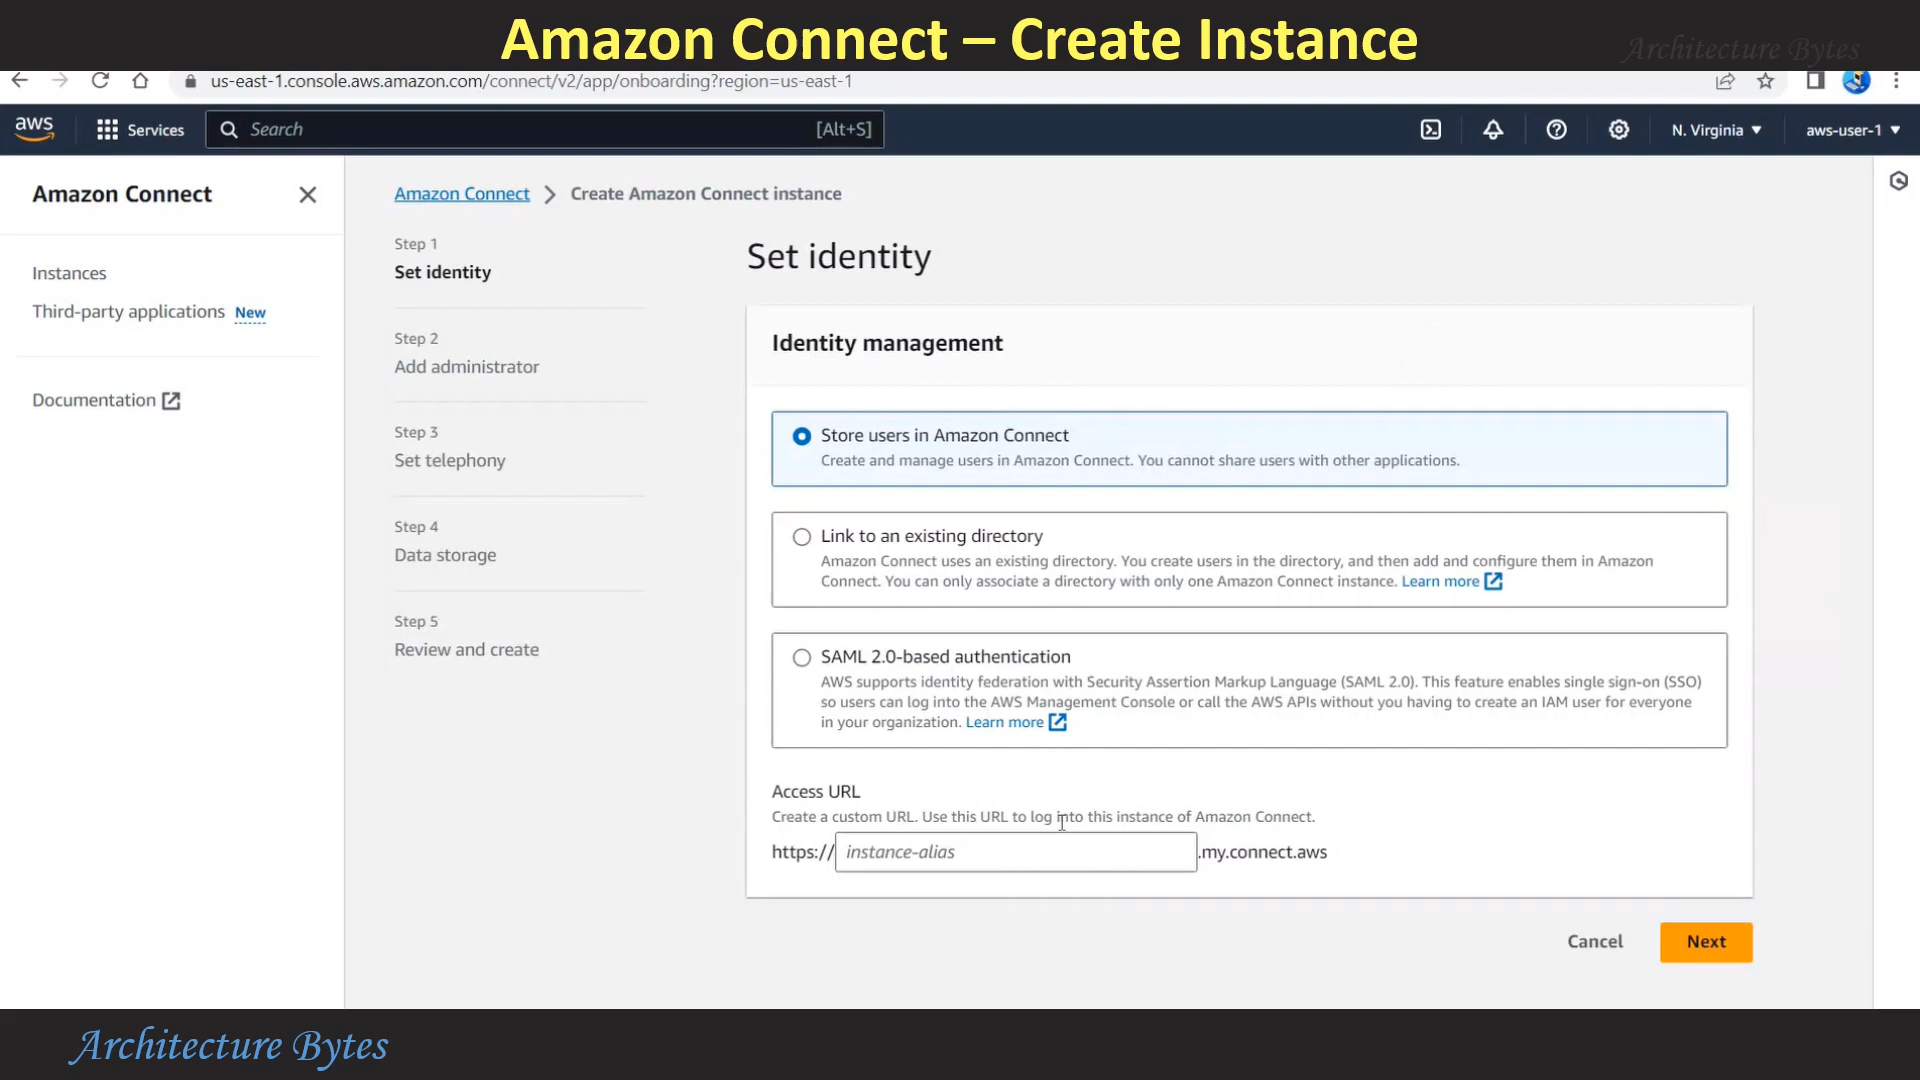 Amazon Connect – Create Instance
Architecture Bytes
us-east-1.console.aws.amazon.com/connect/v2/app/onboarding?region=us-east-1
aws
Services
Search
[Alt+S]
N. Virginia
aws-user-1
Amazon Connect
Instances
Third-party applications New
Documentation
Amazon Connect
Create Amazon Connect instance
Step 1
Set identity
Step 2
Add administrator
Step 3
Set telephony
Step 4
Data storage
Step 5
Review and create
Set identity
Identity management
Store users in Amazon Connect
Create and manage users in Amazon Connect. You cannot share users with other applications.
Link to an existing directory
Amazon Connect uses an existing directory. You create users in the directory, and then add and configure them in Amazon
Connect. You can only associate a directory with only one Amazon Connect instance. Learn more
SAML 2.0-based authentication
AWS supports identity federation with Security Assertion Markup Language (SAML 2.0). This feature enables single sign-on (SSO)
so users can log into the AWS Management Console or call the AWS APIs without you having to create an IAM user for everyone
in your organization. Learn more
Access URL
Create a custom URL. Use this URL to log into this instance of Amazon Connect.
https:// instance-alias .my.connect.aws
Cancel
Next
Architecture Bytes